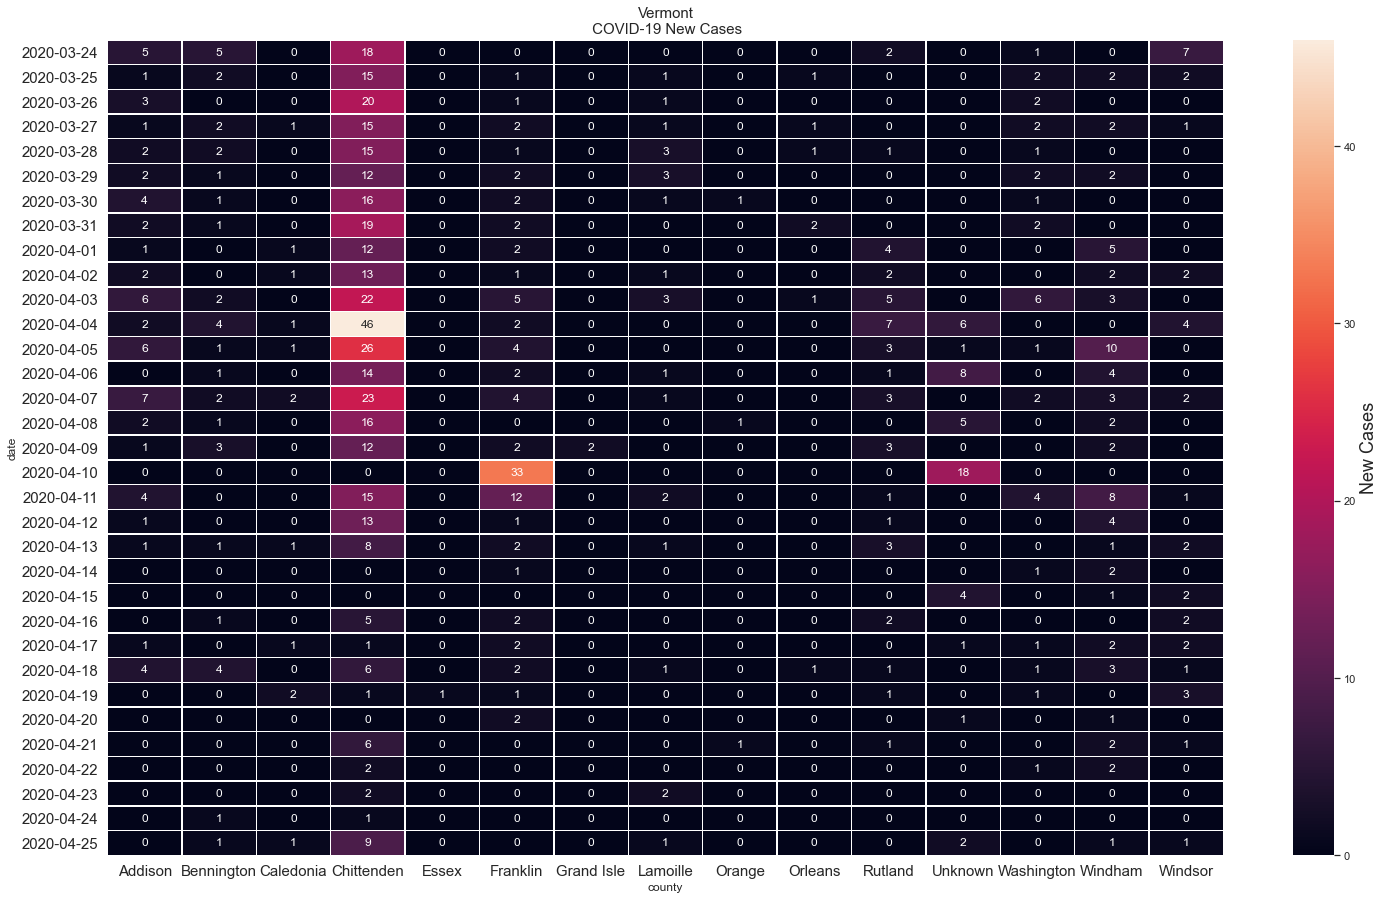 Vermont
COVID-19 New Cases
2020-03-24 5 5 0 18 0 0 0 0 0 0 2 0 1 0 7
2020-03-25 1 2 0 15 0 1 0 1 0 1 0 0 2 2 2
2020-03-26 3 0 0 20 0 1 0 1 0 0 0 0 2 0 0
2020-03-27 1 2 1 15 0 2 0 1 0 1 0 0 2 2 1
2020-03-28 2 2 0 15 0 1 0 3 0 1 1 0 1 0 0
2020-03-29 2 1 0 12 0 2 0 3 0 0 0 0 2 2 0
2020-03-30 4 1 0 16 0 2 0 1 1 0 0 0 1 0 0
2020-03-31 2 1 0 19 0 2 0 0 0 2 0 0 2 0 0
2020-04-01 1 0 1 12 0 2 0 0 0 0 4 0 0 5 0
2020-04-02 2 0 1 13 0 1 0 1 0 0 2 0 0 2 2
2020-04-03 6 2 0 22 0 5 0 3 0 1 5 0 6 3 0
2020-04-04 2 4 1 46 0 2 0 0 0 0 7 6 0 0 4
2020-04-05 6 1 1 26 0 4 0 0 0 0 3 1 1 10 0
2020-04-06 0 1 0 14 0 2 0 1 0 0 1 8 0 4 0
2020-04-07 7 2 2 23 0 4 0 1 0 0 3 0 2 3 2
2020-04-08 2 1 0 16 0 0 0 0 1 0 0 5 0 2 0
2020-04-09 1 3 0 12 0 2 2 0 0 0 3 0 0 2 0
2020-04-10 0 0 0 0 0 33 0 0 0 0 0 18 0 0 0
2020-04-11 4 0 0 15 0 12 0 2 0 0 1 0 4 8 1
2020-04-12 1 0 0 13 0 1 0 0 0 0 1 0 0 4 0
2020-04-13 1 1 1 8 0 2 0 1 0 0 3 0 0 1 2
2020-04-14 0 0 0 0 0 1 0 0 0 0 0 0 1 2 0
2020-04-15 0 0 0 0 0 0 0 0 0 0 0 4 0 1 2
2020-04-16 0 1 0 5 0 2 0 0 0 0 2 0 0 0 2
2020-04-17 1 0 1 1 0 2 0 0 0 0 0 1 1 2 2
2020-04-18 4 4 0 6 0 2 0 1 0 1 1 0 1 3 1
2020-04-19 0 0 2 1 1 1 0 0 0 0 1 0 1 0 3
2020-04-20 0 0 0 0 0 2 0 0 0 0 0 1 0 1 0
2020-04-21 0 0 0 6 0 0 0 0 1 0 1 0 0 2 1
2020-04-22 0 0 0 2 0 0 0 0 0 0 0 0 1 2 0
2020-04-23 0 0 0 2 0 0 0 2 0 0 0 0 0 0 0
2020-04-24 0 1 0 1 0 0 0 0 0 0 0 0 0 0 0
2020-04-25 0 1 1 9 0 0 0 1 0 0 0 2 0 1 1
Addison Bennington Caledonia Chittenden Essex Franklin Grand Isle Lamoille Orange Orleans Rutland Unknown Washington Windham Windsor
county
date
40
30
20
10
0
New Cases